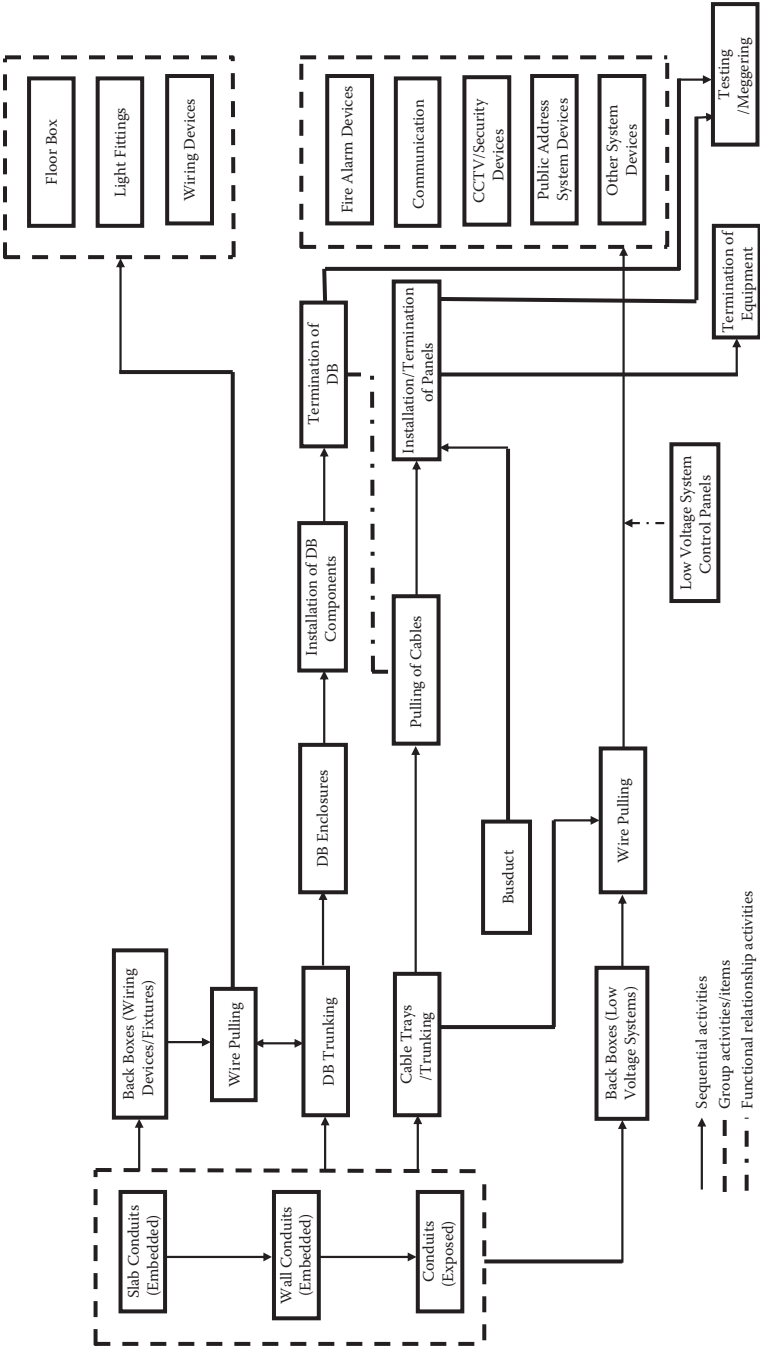 Slab Conduits
(Embedded)
Wall Conduits
(Embedded)
Conduits
(Exposed)
Back Boxes (Wiring
Devices/Fixtures)
Wire Pulling
DB Trunking
Cable Trays
/Trunking
Back Boxes (Low
Voltage Systems)
DB Enclosures
Busduct
Wire Pulling
Installation of DB
Components
Pulling of Cables
Termination of
DB
Installation/Termination
of Panels
Low Voltage System
Control Panels
Floor Box
Light Fittings
Wiring Devices
Fire Alarm Devices
Communication
CCTV/Security
Devices
Public Address
System Devices
Other System
Devices
Termination of
Equipment
Testing
/Meggering
Sequential activities
Group activities/items
Functional relationship activities